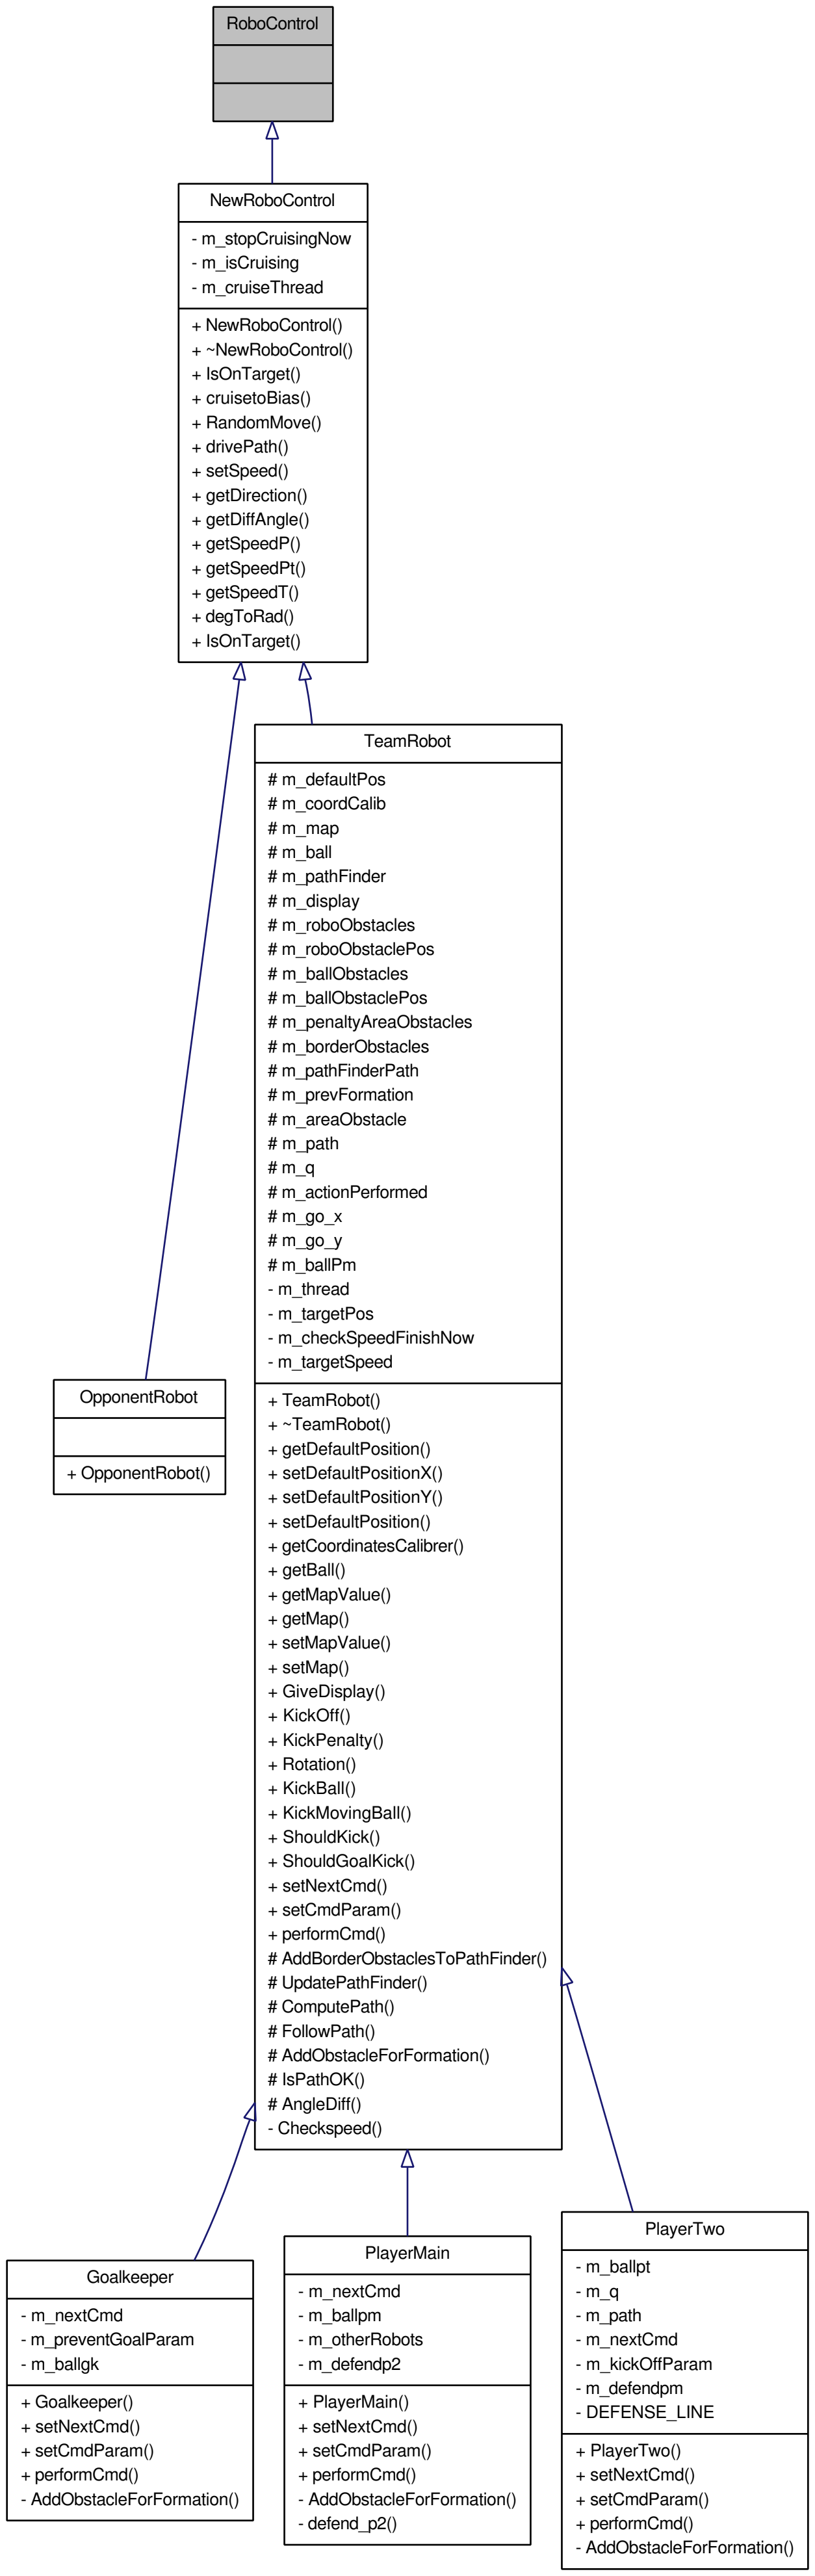 RoboControl
NewRoboControl
- m_stopCruisingNow
- m_isCruising
- m_cruiseThread
+ NewRoboControl()
+ ~NewRoboControl()
+ IsOnTarget()
+ cruisetoBias()
+ RandomMove()
+ drivePath()
+ setSpeed()
+ getDirection()
+ getDiffAngle()
+ getSpeedP()
+ getSpeedPt()
+ getSpeedT()
+ degToRad()
+ IsOnTarget()
TeamRobot
# m_defaultPos
# m_coordCalib
# m_map
# m_ball
# m_pathFinder
# m_display
# m_roboObstacles
# m_roboObstaclePos
# m_ballObstacles
# m_ballObstaclePos
# m_penaltyAreaObstacles
# m_borderObstacles
# m_pathFinderPath
# m_prevFormation
# m_areaObstacle
# m_path
# m_q
# m_actionPerformed
# m_go_x
# m_go_y
# m_ballPm
- m_thread
- m_targetPos
- m_checkSpeedFinishNow
- m_targetSpeed
+ TeamRobot()
+ ~TeamRobot()
+ getDefaultPosition()
+ setDefaultPositionX()
+ setDefaultPositionY()
+ setDefaultPosition()
+ getCoordinatesCalibrer()
+ getBall()
+ getMapValue()
+ getMap()
+ setMapValue()
+ setMap()
+ GiveDisplay()
+ KickOff()
+ KickPenalty()
+ Rotation()
+ KickBall()
+ KickMovingBall()
+ ShouldKick()
+ ShouldGoalKick()
+ setNextCmd()
+ setCmdParam()
+ performCmd()
# AddBorderObstaclesToPathFinder()
# UpdatePathFinder()
# ComputePath()
# FollowPath()
# AddObstacleForFormation()
# IsPathOK()
# AngleDiff()
- Checkspeed()
OpponentRobot
+ OpponentRobot()
Goalkeeper
- m_nextCmd
- m_preventGoalParam
- m_ballgk
+ Goalkeeper()
+ setNextCmd()
+ setCmdParam()
+ performCmd()
- AddObstacleForFormation()
PlayerMain
- m_nextCmd
- m_ballpm
- m_otherRobots
- m_defendp2
+ PlayerMain()
+ setNextCmd()
+ setCmdParam()
+ performCmd()
- AddObstacleForFormation()
- defend_p2()
PlayerTwo
- m_ballpt
- m_q
- m_path
- m_nextCmd
- m_kickOffParam
- m_defendpm
- DEFENSE_LINE
+ PlayerTwo()
+ setNextCmd()
+ setCmdParam()
+ performCmd()
- AddObstacleForFormation()